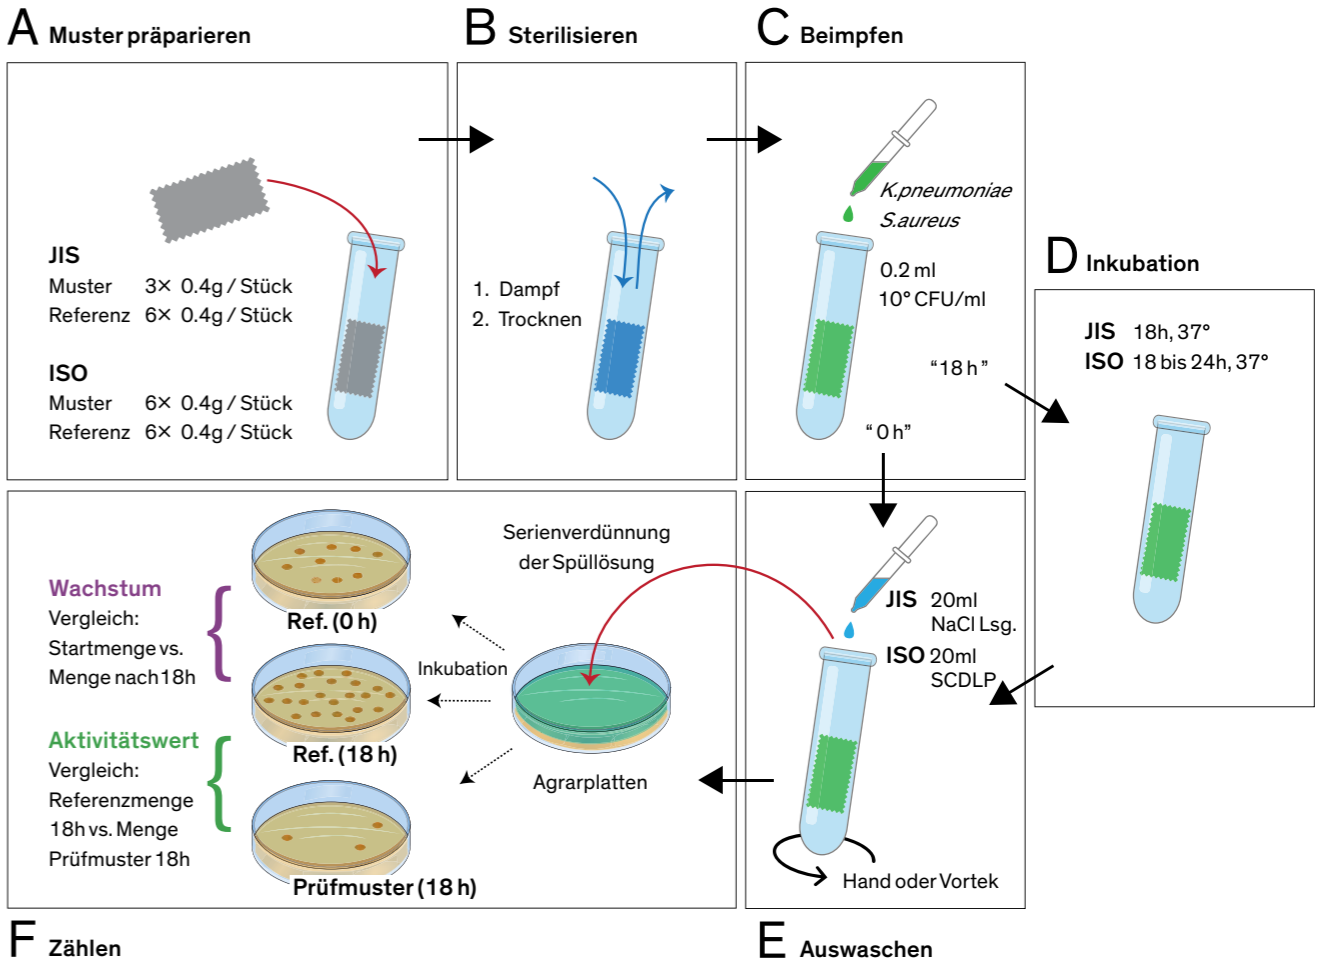 A Muster präparieren
JIS
Muster 3× 0.4g / Stück
Referenz 6× 0.4g / Stück
ISO
Muster 6× 0.4g / Stück
Referenz 6× 0.4g / Stück
B Sterilisieren
1. Dampf
2. Trocknen
C Beimpfen
K.pneumoniae
S.aureus
0.2 ml
10° CFU/ml
“18 h”
“0 h”
D Inkubation
JIS 18h, 37°
ISO 18 bis 24h, 37°
JIS 20ml
NaCl Lsg.
ISO 20ml
SCDLP
Hand oder Vortek
E Auswaschen
Serienverdünnung
der Spüllösung
Agrarplatten
Inkubation
Ref. (0 h)
Ref. (18 h)
Prüfmuster (18 h)
Wachstum
Vergleich:
Startmenge vs.
Menge nach 18h
Aktivitätswert
Vergleich:
Referenzmenge
18h vs. Menge
Prüfmuster 18h
F Zählen